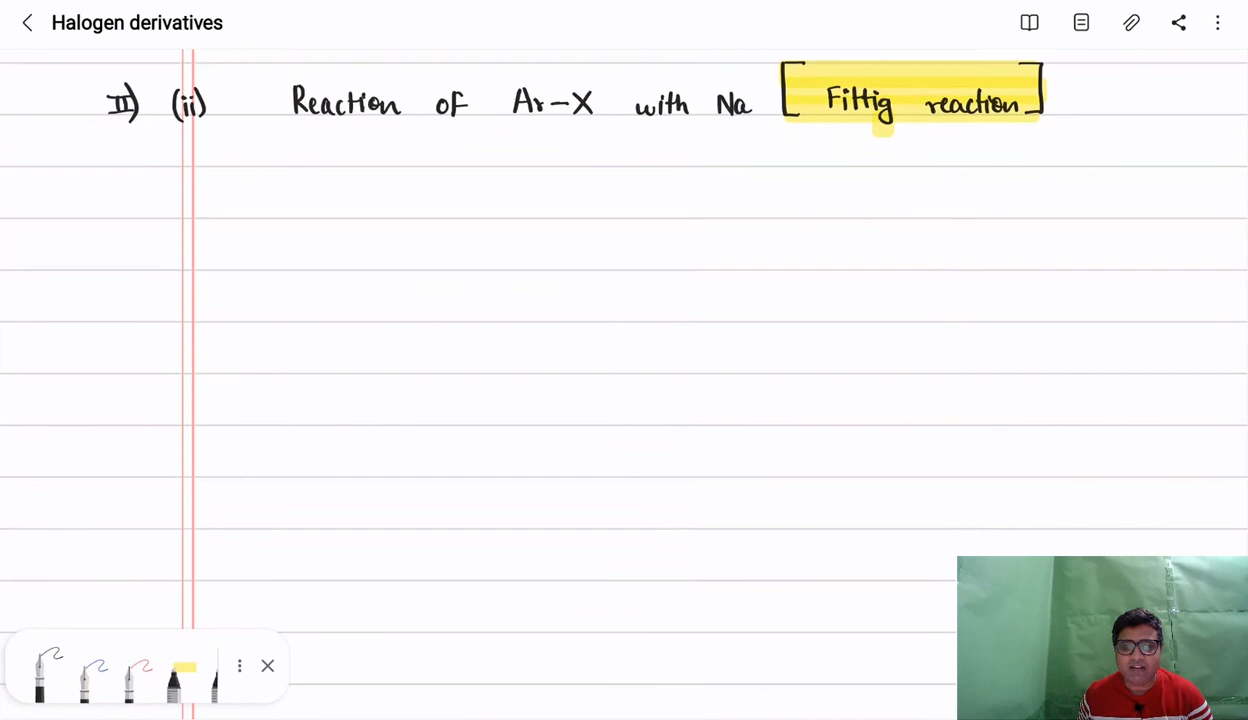 Halogen derivatives
II) (ii) Reaction of Ar-X with Na [Fittig reaction]